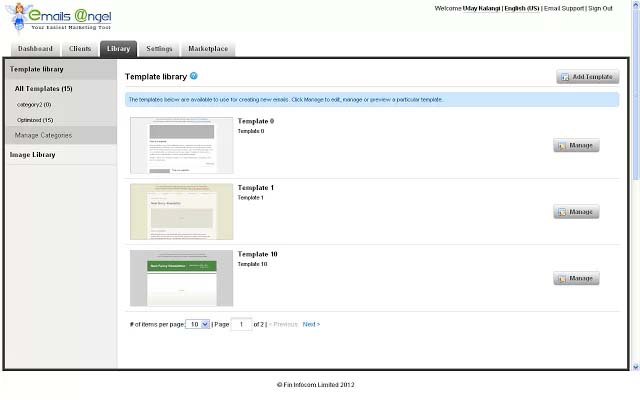 emails @ngel
Your Easiest Marketing Tool
Welcome Uday Kalangi | English (US) | Email Support | Sign Out
Dashboard Clients Library Settings Marketplace
Template library
All Templates (15)
category2 (0)
Optimized (15)
Manage Categories
Image Library
Template library ?
Add Template
The templates below are available to use for creating new emails. Click Manage to edit, manage or preview a particular template.
Template 0
Template 0
Manage
Template 1
Template 1
Manage
Template 10
Template 10
Manage
# of items per page 10 | Page 1 of 2 | < Previous Next >
© Fin Infocom Limited 2012